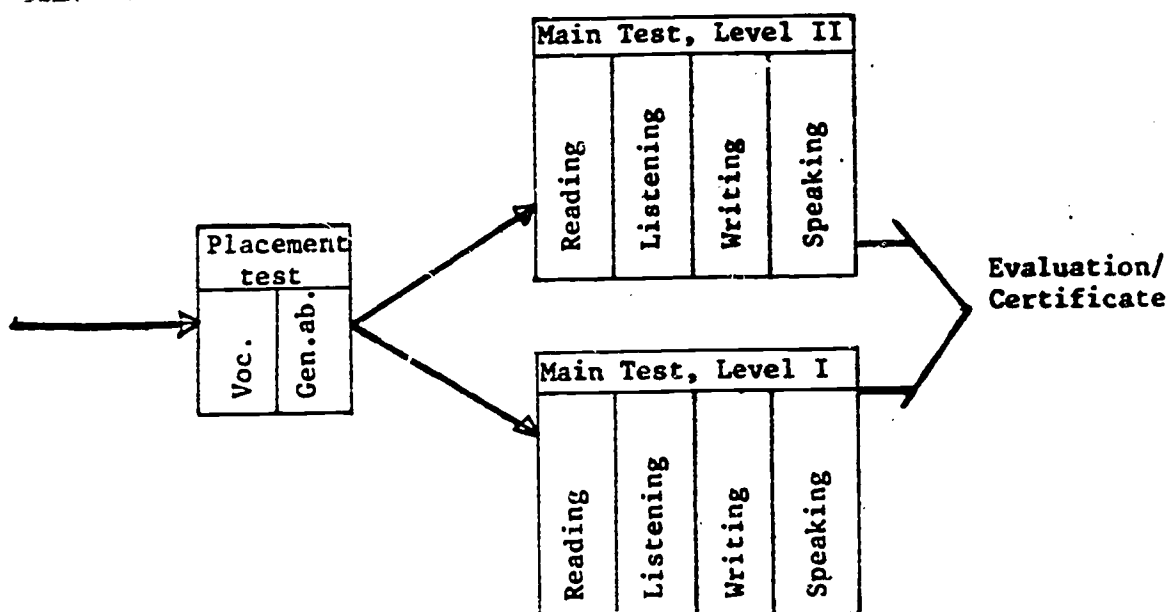 Main Test, Level II
Reading
Listening
Writing
Speaking
Placement
test
Voc.
Gen.ab.
Evaluation/
Certificate
Main Test, Level I
Reading
Listening
Writing
Speaking